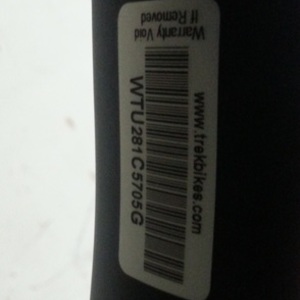 www.trekbikes.com
WTU281C5705G
Warranty Void
If Removed